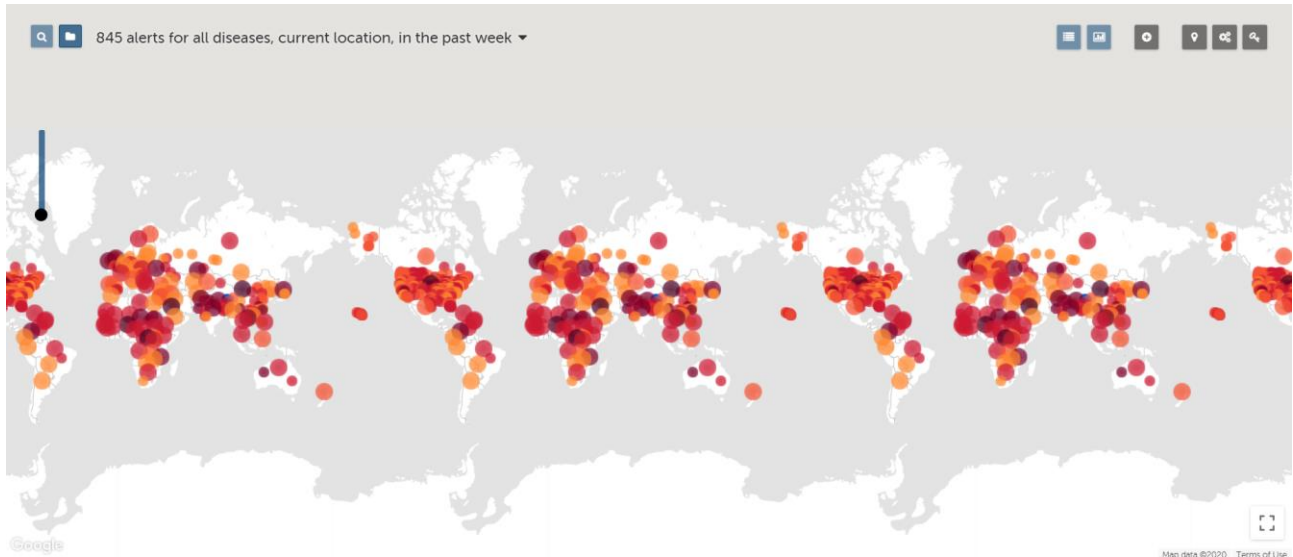 845 alerts for all diseases, current location, in the past week
Google
Map data ©2020 Terms of Use